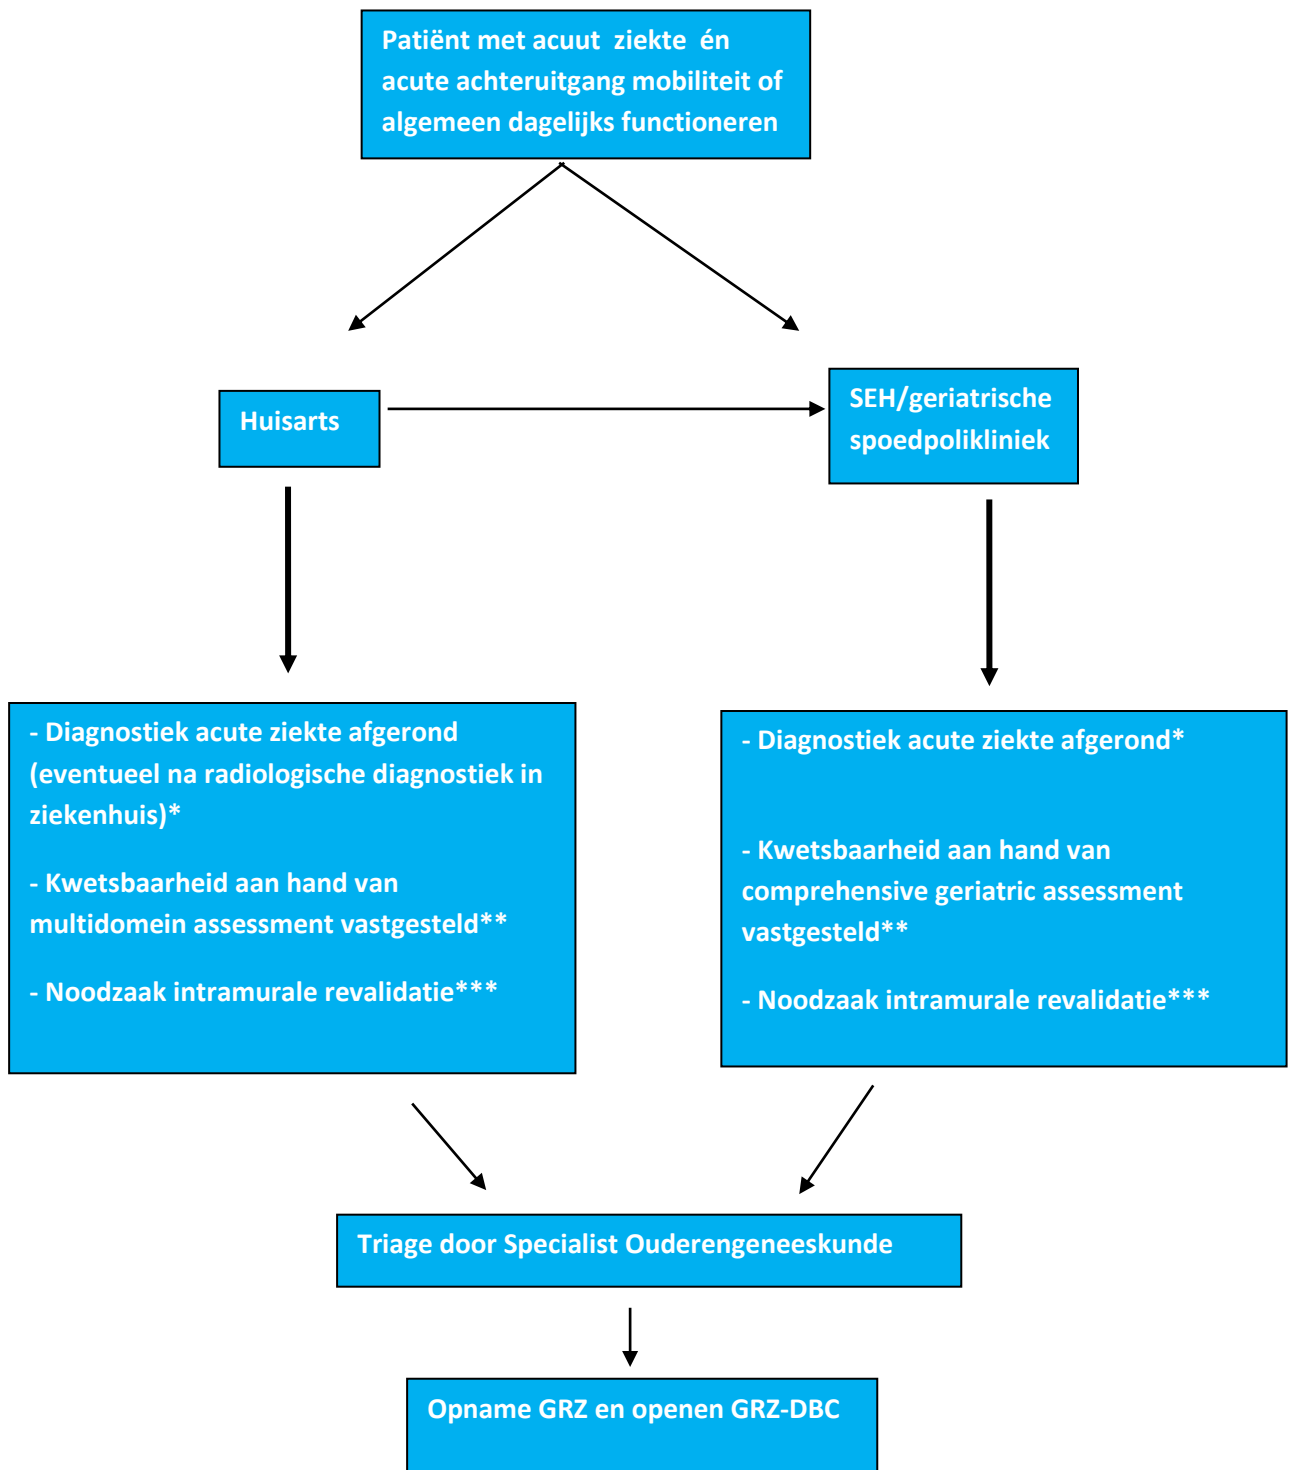 Patiënt met acuut  ziekte  én
acute achteruitgang mobiliteit of
algemeen dagelijks functioneren
Huisarts
SEH/geriatrische
spoedpolikliniek
- Diagnostiek acute ziekte afgerond
(eventueel na radiologische diagnostiek in
ziekenhuis)*
- Kwetsbaarheid aan hand van
multidomein assessment vastgesteld**
- Noodzaak intramurale revalidatie***
- Diagnostiek acute ziekte afgerond*
- Kwetsbaarheid aan hand van
comprehensive geriatric assessment
vastgesteld**
- Noodzaak intramurale revalidatie***
Triage door Specialist Ouderengeneeskunde
Opname GRZ en openen GRZ-DBC